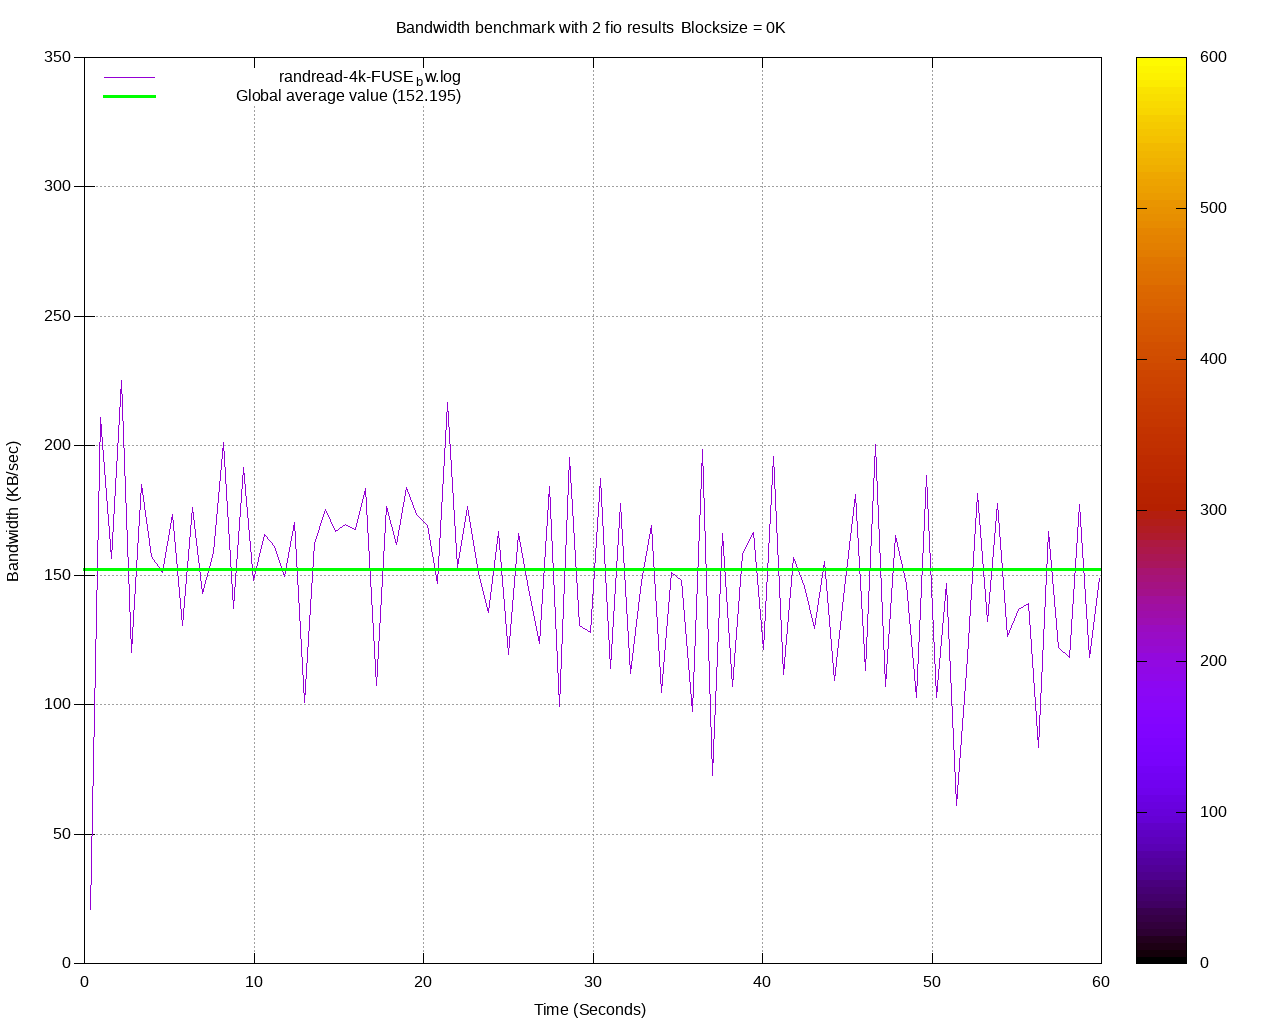 Bandwidth benchmark with 2 fio results Blocksize = 0K
350
300
250
200
150
100
50
0
Bandwidth (KB/sec)
randread-4k-FUSEbw.log
Global average value (152.195)
0 10 20 30 40 50 60
Time (Seconds)
600
500
400
300
200
100
0